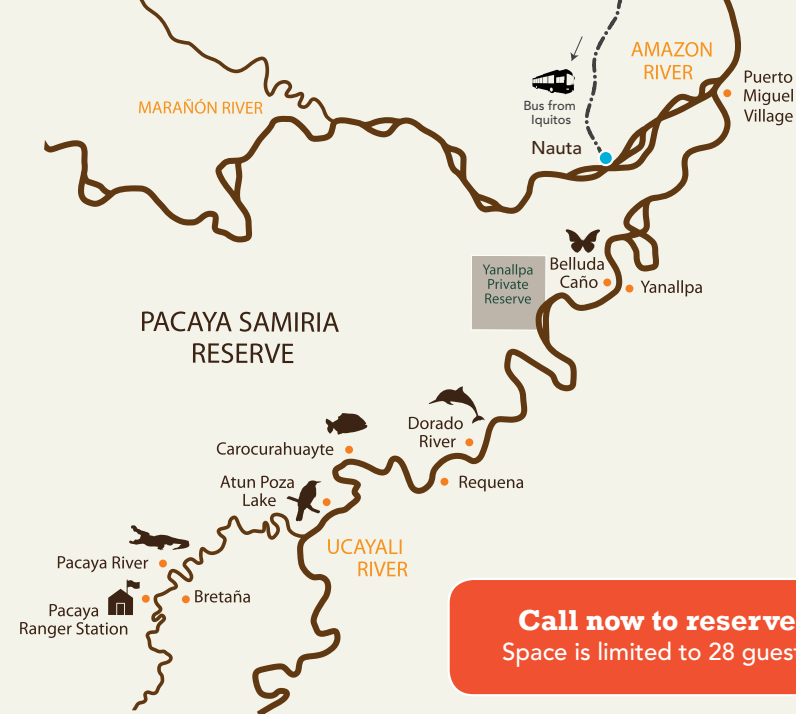 AMAZON
RIVER
Puerto
Miguel
Village
MARAÑÓN RIVER
Bus from
Iquitos
Nauta
Belluda
Caño
Yanallpa
Private
Reserve
Yanallpa
PACAYA SAMIRIA
RESERVE
Dorado
River
Carocurahuayte
Requena
Atun Poza
Lake
UCAYALI
RIVER
Pacaya River
Bretaña
Pacaya
Ranger Station
Call now to reserve
Space is limited to 28 guest